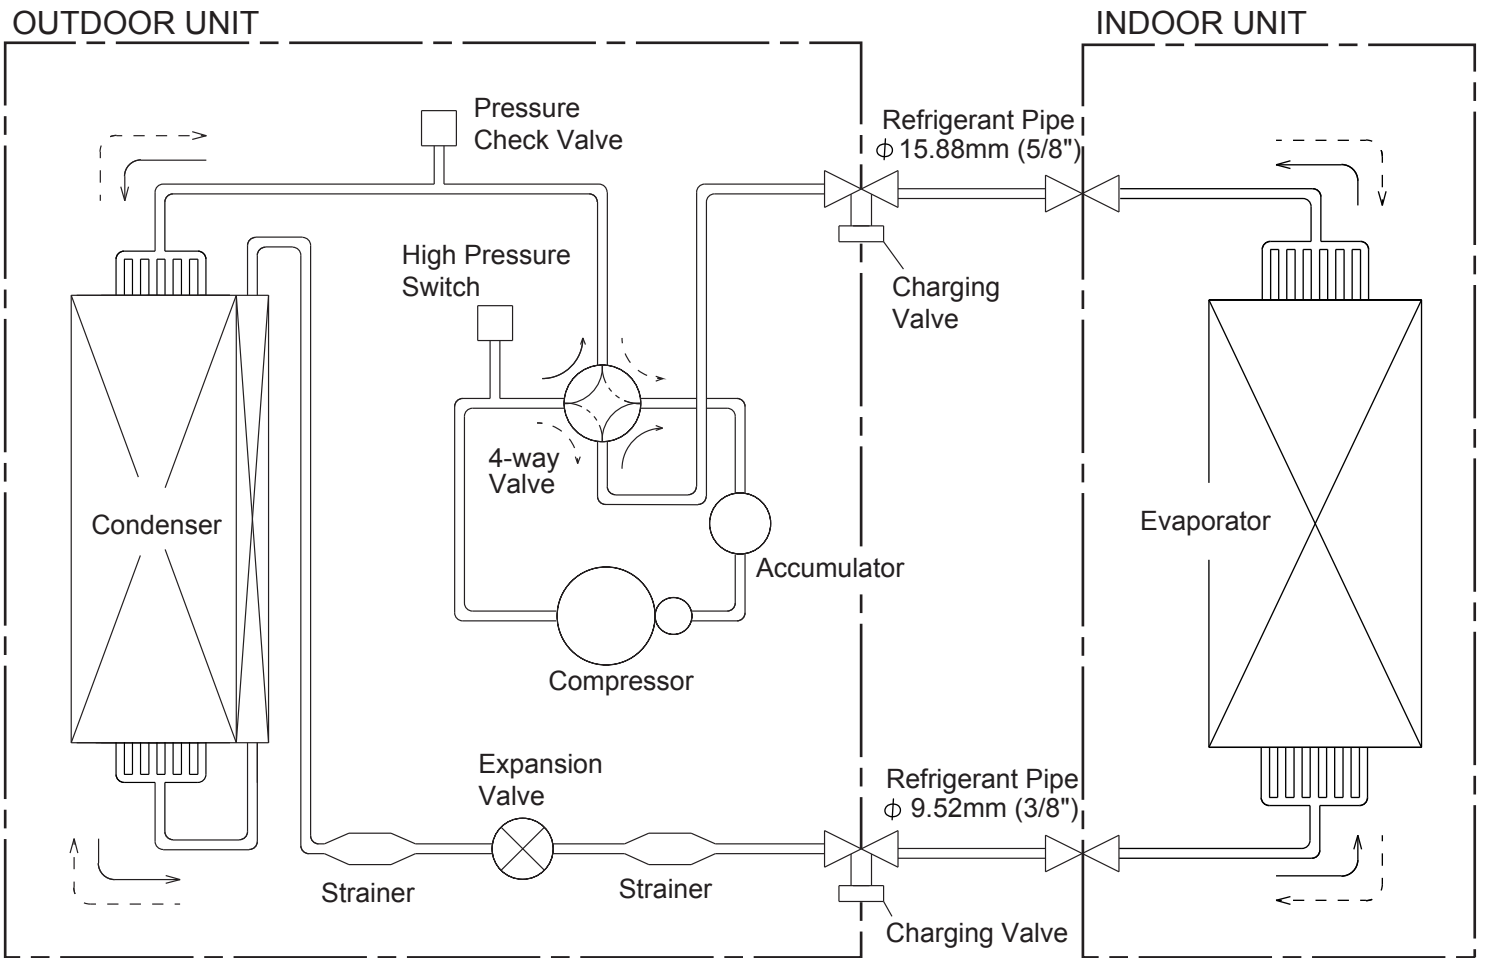 OUTDOOR UNIT
INDOOR UNIT
Pressure
Check Valve
Refrigerant Pipe
ϕ 15.88mm (5/8")
High Pressure
Switch
Charging
Valve
4-way
Valve
Condenser
Evaporator
Accumulator
Compressor
Expansion
Valve
Refrigerant Pipe
ϕ 9.52mm (3/8")
Strainer
Strainer
Charging Valve